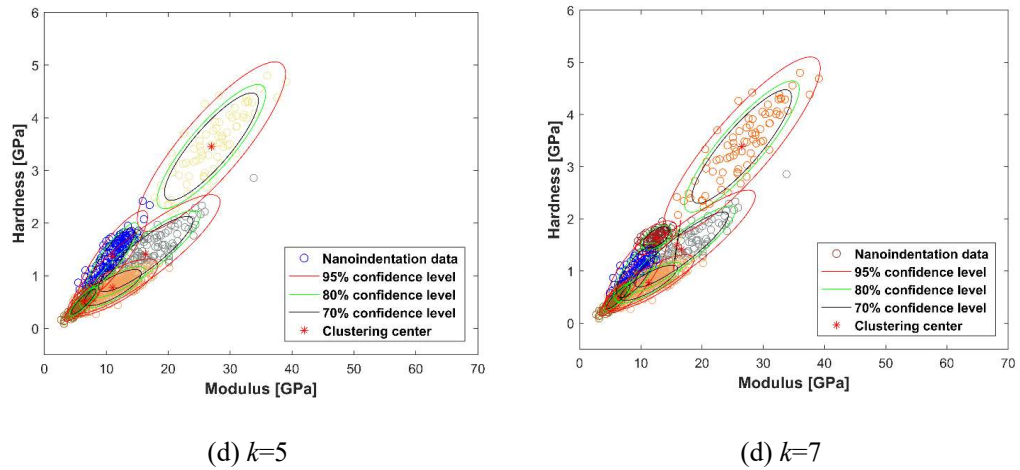 6
5
4
3
2
1
0
Hardness [GPa]
0 10 20 30 40 50 60 70
Modulus [GPa]
Nanoindentation data
95% confidence level
80% confidence level
70% confidence level
Clustering center
(d) k=5
6
5
4
3
2
1
0
Hardness [GPa]
0 10 20 30 40 50 60 70
Modulus [GPa]
Nanoindentation data
95% confidence level
80% confidence level
70% confidence level
Clustering center
(d) k=7